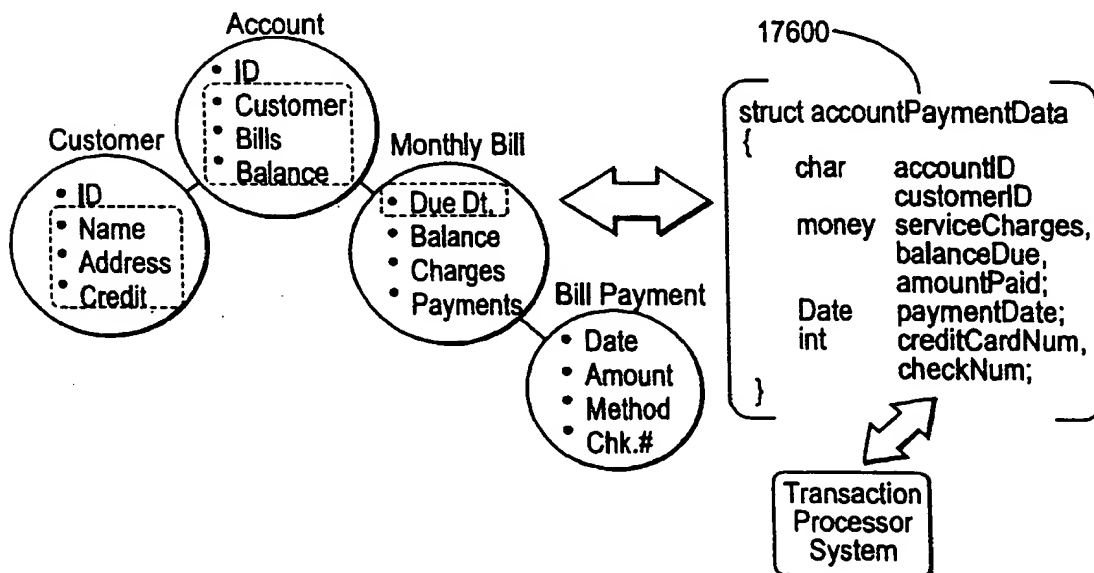 Account
• ID
• Customer
• Bills
• Balance
Customer
• ID
• Name
• Address
• Credit
Monthly Bill
• Due Dt.
• Balance
• Charges
• Payments
Bill Payment
• Date
• Amount
• Method
• Chk.#
17600
struct accountPaymentData
{
char accountID
customerID
money serviceCharges,
balanceDue,
amountPaid;
Date paymentDate;
int creditCardNum,
checkNum;
}
Transaction
Processor
System